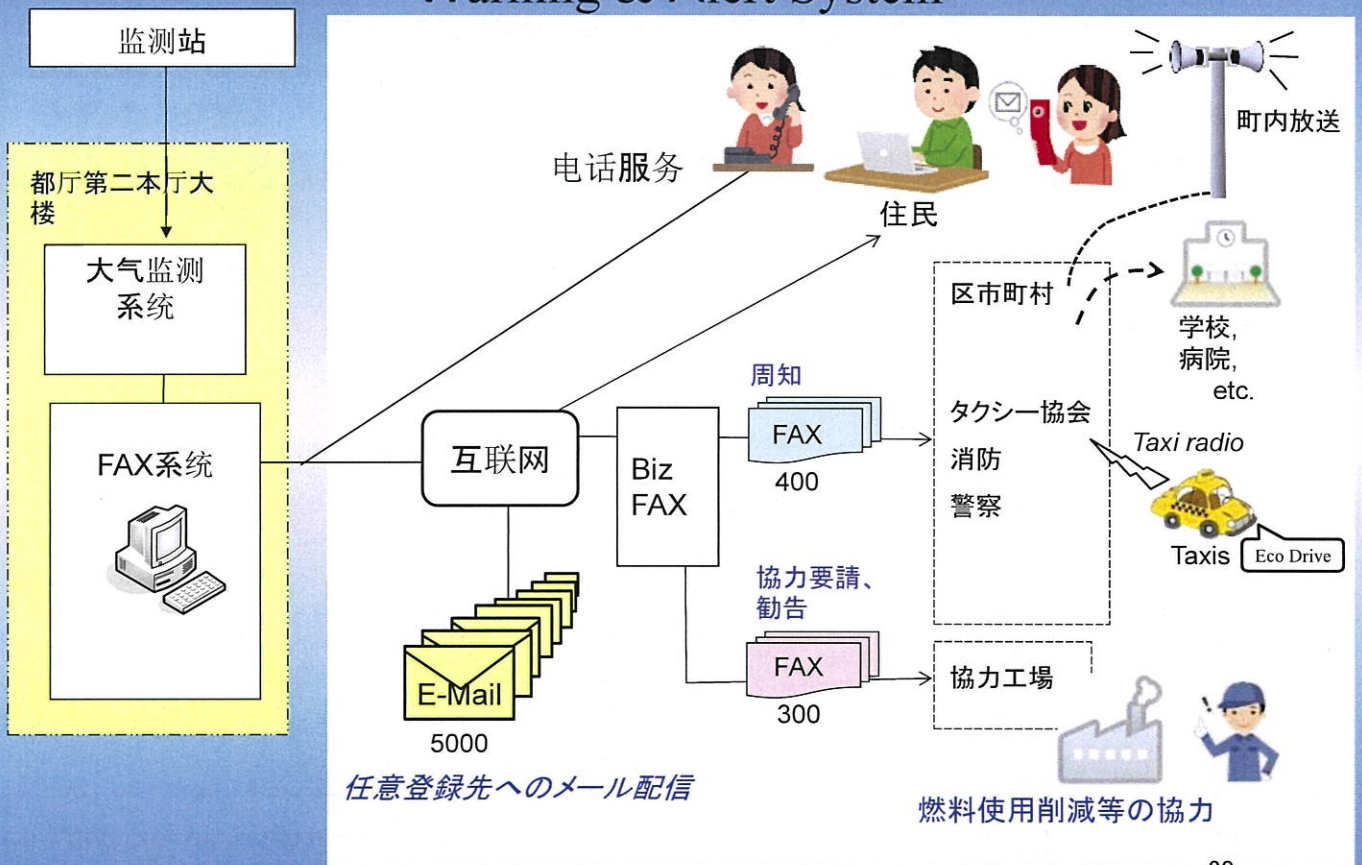 Warning & Alert System
监测站
都厅第二本厅大
楼
大气监测
系统
FAX系统
电话服务
住民
町内放送
区市町村
学校,
病院,
etc.
周知
FAX
400
タクシー協会
消防
警察
Taxi radio
Taxis
Eco Drive
互联网
Biz
FAX
協力要請、
勧告
FAX
300
協力工場
E-Mail
5000
任意登録先へのメール配信
燃料使用削減等の協力